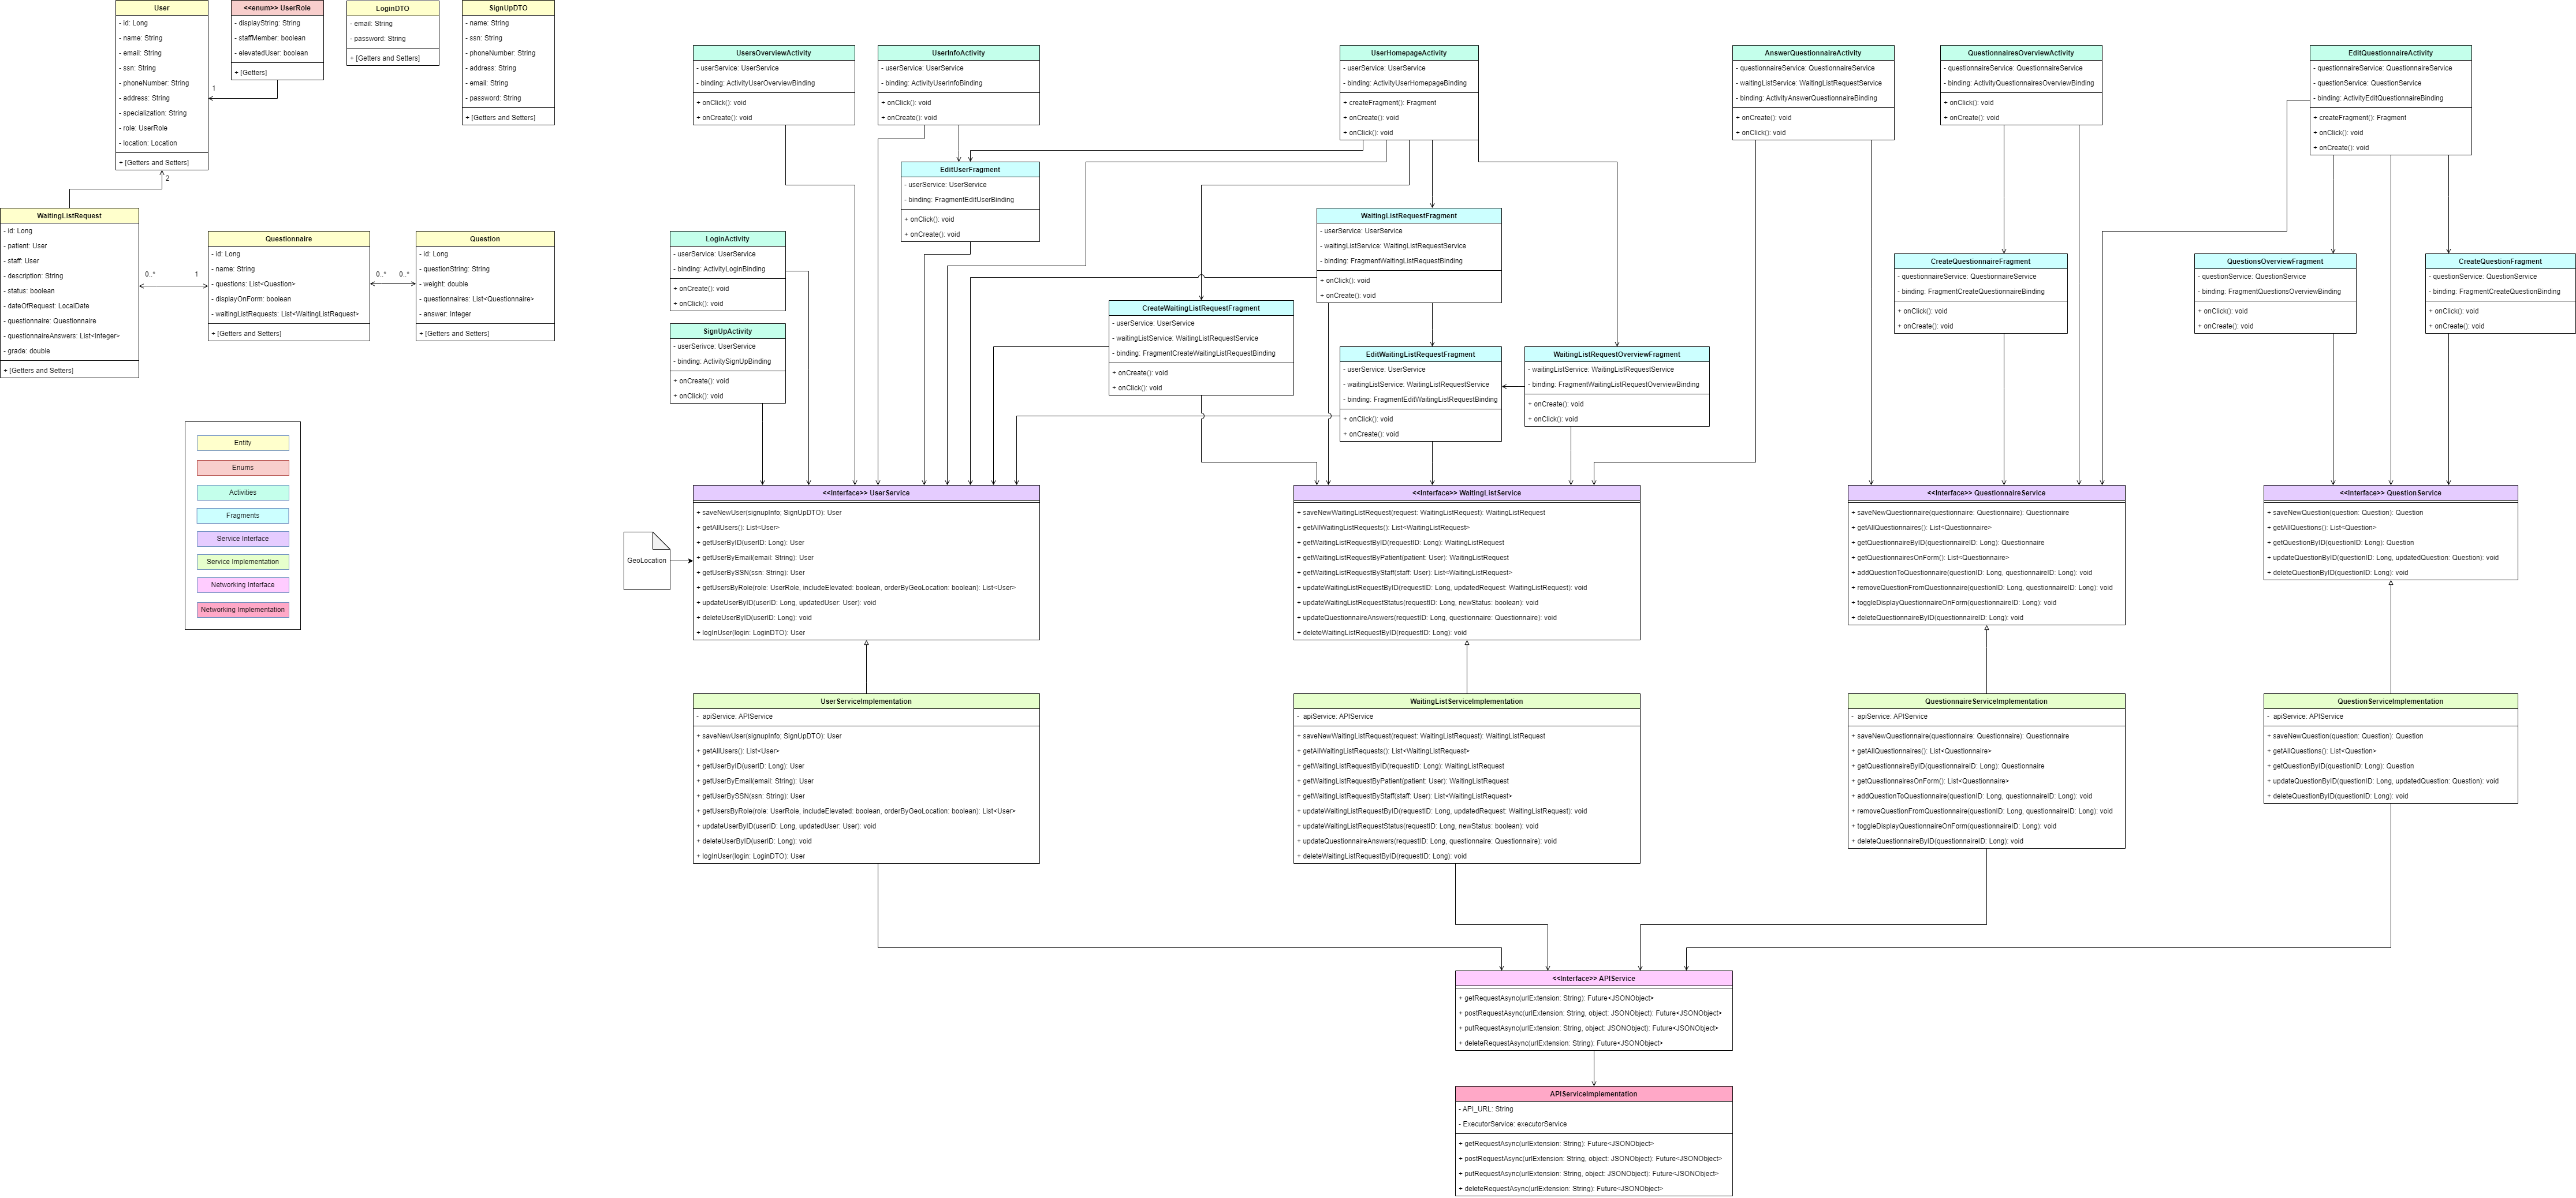 User
- id: Long
- name: String
- email: String
- ssn: String
- phoneNumber: String
- address: String
- specialization: String
- role: UserRole
- location: Location
+ [Getters and Setters]
<<enum>> UserRole
- displayString: String
- staffMember: boolean
- elevatedUser: boolean
+ [Getters]
1
LoginDTO
- email: String
- password: String
+ [Getters and Setters]
SignUpDTO
- name: String
- ssn: String
- phoneNumber: String
- address: String
- email: String
- password: String
+ [Getters and Setters]
2
WaitingListRequest
- id: Long
- patient: User
- staff: User
- description: String
- status: boolean
- dateOfRequest: LocalDate
- questionnaire: Questionnaire
- questionnaireAnswers: List<Integer>
- grade: double
+ [Getters and Setters]
0..*
1
Questionnaire
- id: Long
- name: String
- questions: List<Question>
- displayOnForm: boolean
- waitingListRequests: List<WaitingListRequest>
+ [Getters and Setters]
0..*
0..*
Question
- id: Long
- questionString: String
- weight: double
- questionnaires: List<Questionnaire>
- answer: Integer
+ [Getters and Setters]
Entity
Enums
Activities
Fragments
Service Interface
Service Implementation
Networking Interface
Networking Implementation
UsersOverviewActivity
- userService: UserService
- binding: ActivityUserOverviewBinding
+ onClick(): void
+ onCreate(): void
UserInfoActivity
- userService: UserService
- binding: ActivityUserInfoBinding
+ onClick(): void
+ onCreate(): void
UserHomepageActivity
- userService: UserService
- binding: ActivityUserHomepageBinding
+ createFragment(): Fragment
+ onCreate(): void
+ onClick(): void
AnswerQuestionnaireActivity
- questionnaireService: QuestionnaireService
- waitingListService: WaitingListRequestService
- binding: ActivityAnswerQuestionnaireBinding
+ onCreate(): void
+ onClick(): void
QuestionnairesOverviewActivity
- questionnaireService: QuestionnaireService
- binding: ActivityQuestionnairesOverviewBinding
+ onClick(): void
+ onCreate(): void
EditQuestionnaireActivity
- questionnaireService: QuestionnaireService
- questionService: QuestionService
- binding: ActivityEditQuestionnaireBinding
+ createFragment(): Fragment
+ onClick(): void
+ onCreate(): void
EditUserFragment
- userService: UserService
- binding: FragmentEditUserBinding
+ onClick(): void
+ onCreate(): void
LoginActivity
- userService: UserService
- binding: ActivityLoginBinding
+ onCreate(): void
+ onClick(): void
SignUpActivity
- userSerivce: UserService
- binding: ActivitySignUpBinding
+ onCreate(): void
+ onClick(): void
WaitingListRequestFragment
- userService: UserService
- waitingListService: WaitingListRequestService
- binding: FragmentWaitingListRequestBinding
+ onClick(): void
+ onCreate(): void
CreateWaitingListRequestFragment
- userService: UserService
- waitingListService: WaitingListRequestService
- binding: FragmentCreateWaitingListRequestBinding
+ onCreate(): void
+ onClick(): void
EditWaitingListRequestFragment
- userService: UserService
- waitingListService: WaitingListRequestService
- binding: FragmentEditWaitingListRequestBinding
+ onClick(): void
+ onCreate(): void
WaitingListRequestOverviewFragment
- waitingListService: WaitingListRequestService
- binding: FragmentWaitingListRequestOverviewBinding
+ onCreate(): void
+ onClick(): void
CreateQuestionnaireFragment
- questionnaireService: QuestionnaireService
- binding: FragmentCreateQuestionnaireBinding
+ onClick(): void
+ onCreate(): void
QuestionsOverviewFragment
- questionService: QuestionService
- binding: FragmentQuestionsOverviewBinding
+ onClick(): void
+ onCreate(): void
CreateQuestionFragment
- questionService: QuestionService
- binding: FragmentCreateQuestionBinding
+ onClick(): void
+ onCreate(): void
GeoLocation
<<Interface>> UserService
+ saveNewUser(signupInfo; SignUpDTO): User
+ getAllUsers(): List<User>
+ getUserByID(userID: Long): User
+ getUserByEmail(email: String): User
+ getUserBySSN(ssn: String): User
+ getUsersByRole(role: UserRole, includeElevated: boolean, orderByGeoLocation: boolean): List<User>
+ updateUserByID(userID: Long, updatedUser: User): void
+ deleteUserByID(userID: Long): void
+ logInUser(login: LoginDTO): User
<<Interface>> WaitingListService
+ saveNewWaitingListRequest(request: WaitingListRequest): WaitingListRequest
+ getAllWaitingListRequests(): List<WaitingListRequest>
+ getWaitingListRequestByID(requestID: Long): WaitingListRequest
+ getWaitingListRequestByPatient(patient: User): WaitingListRequest
+ getWaitingListRequestByStaff(staff: User): List<WaitingListRequest>
+ updateWaitingListRequestByID(requestID: Long, updatedRequest: WaitingListRequest): void
+ updateWaitingListRequestStatus(requestID: Long, newStatus: boolean): void
+ updateQuestionnaireAnswers(requestID: Long, questionnaire: Questionnaire): void
+ deleteWaitingListRequestByID(requestID: Long): void
<<Interface>> QuestionnaireService
+ saveNewQuestionnaire(questionnaire: Questionnaire): Questionnaire
+ getAllQuestionnaires(): List<Questionnaire>
+ getQuestionnaireByID(questionnaireID: Long): Questionnaire
+ getQuestionnairesOnForm(): List<Questionnaire>
+ addQuestionToQuestionnaire(questionID: Long, questionnaireID: Long): void
+ removeQuestionFromQuestionnaire(questionID: Long, questionnaireID: Long): void
+ toggleDisplayQuestionnaireOnForm(questionnaireID: Long): void
+ deleteQuestionnaireByID(questionnaireID: Long): void
<<Interface>> QuestionService
+ saveNewQuestion(question: Question): Question
+ getAllQuestions(): List<Question>
+ getQuestionByID(questionID: Long): Question
+ updateQuestionByID(questionID: Long, updatedQuestion: Question): void
+ deleteQuestionByID(questionID: Long): void
UserServiceImplementation
- apiService: APIService
+ saveNewUser(signupInfo; SignUpDTO): User
+ getAllUsers(): List<User>
+ getUserByID(userID: Long): User
+ getUserByEmail(email: String): User
+ getUserBySSN(ssn: String): User
+ getUsersByRole(role: UserRole, includeElevated: boolean, orderByGeoLocation: boolean): List<User>
+ updateUserByID(userID: Long, updatedUser: User): void
+ deleteUserByID(userID: Long): void
+ logInUser(login: LoginDTO): User
WaitingListServiceImplementation
- apiService: APIService
+ saveNewWaitingListRequest(request: WaitingListRequest): WaitingListRequest
+ getAllWaitingListRequests(): List<WaitingListRequest>
+ getWaitingListRequestByID(requestID: Long): WaitingListRequest
+ getWaitingListRequestByPatient(patient: User): WaitingListRequest
+ getWaitingListRequestByStaff(staff: User): List<WaitingListRequest>
+ updateWaitingListRequestByID(requestID: Long, updatedRequest: WaitingListRequest): void
+ updateWaitingListRequestStatus(requestID: Long, newStatus: boolean): void
+ updateQuestionnaireAnswers(requestID: Long, questionnaire: Questionnaire): void
+ deleteWaitingListRequestByID(requestID: Long): void
QuestionnaireServiceImplementation
- apiService: APIService
+ saveNewQuestionnaire(questionnaire: Questionnaire): Questionnaire
+ getAllQuestionnaires(): List<Questionnaire>
+ getQuestionnaireByID(questionnaireID: Long): Questionnaire
+ getQuestionnairesOnForm(): List<Questionnaire>
+ addQuestionToQuestionnaire(questionID: Long, questionnaireID: Long): void
+ removeQuestionFromQuestionnaire(questionID: Long, questionnaireID: Long): void
+ toggleDisplayQuestionnaireOnForm(questionnaireID: Long): void
+ deleteQuestionnaireByID(questionnaireID: Long): void
QuestionServiceImplementation
- apiService: APIService
+ saveNewQuestion(question: Question): Question
+ getAllQuestions(): List<Question>
+ getQuestionByID(questionID: Long): Question
+ updateQuestionByID(questionID: Long, updatedQuestion: Question): void
+ deleteQuestionByID(questionID: Long): void
<<Interface>> APIService
+ getRequestAsync(urlExtension: String): Future<JSONObject>
+ postRequestAsync(urlExtension: String, object: JSONObject): Future<JSONObject>
+ putRequestAsync(urlExtension: String, object: JSONObject): Future<JSONObject>
+ deleteRequestAsync(urlExtension: String): Future<JSONObject>
APIServiceImplementation
- API_URL: String
- ExecutorService: executorService
+ getRequestAsync(urlExtension: String): Future<JSONObject>
+ postRequestAsync(urlExtension: String, object: JSONObject): Future<JSONObject>
+ putRequestAsync(urlExtension: String, object: JSONObject): Future<JSONObject>
+ deleteRequestAsync(urlExtension: String): Future<JSONObject>